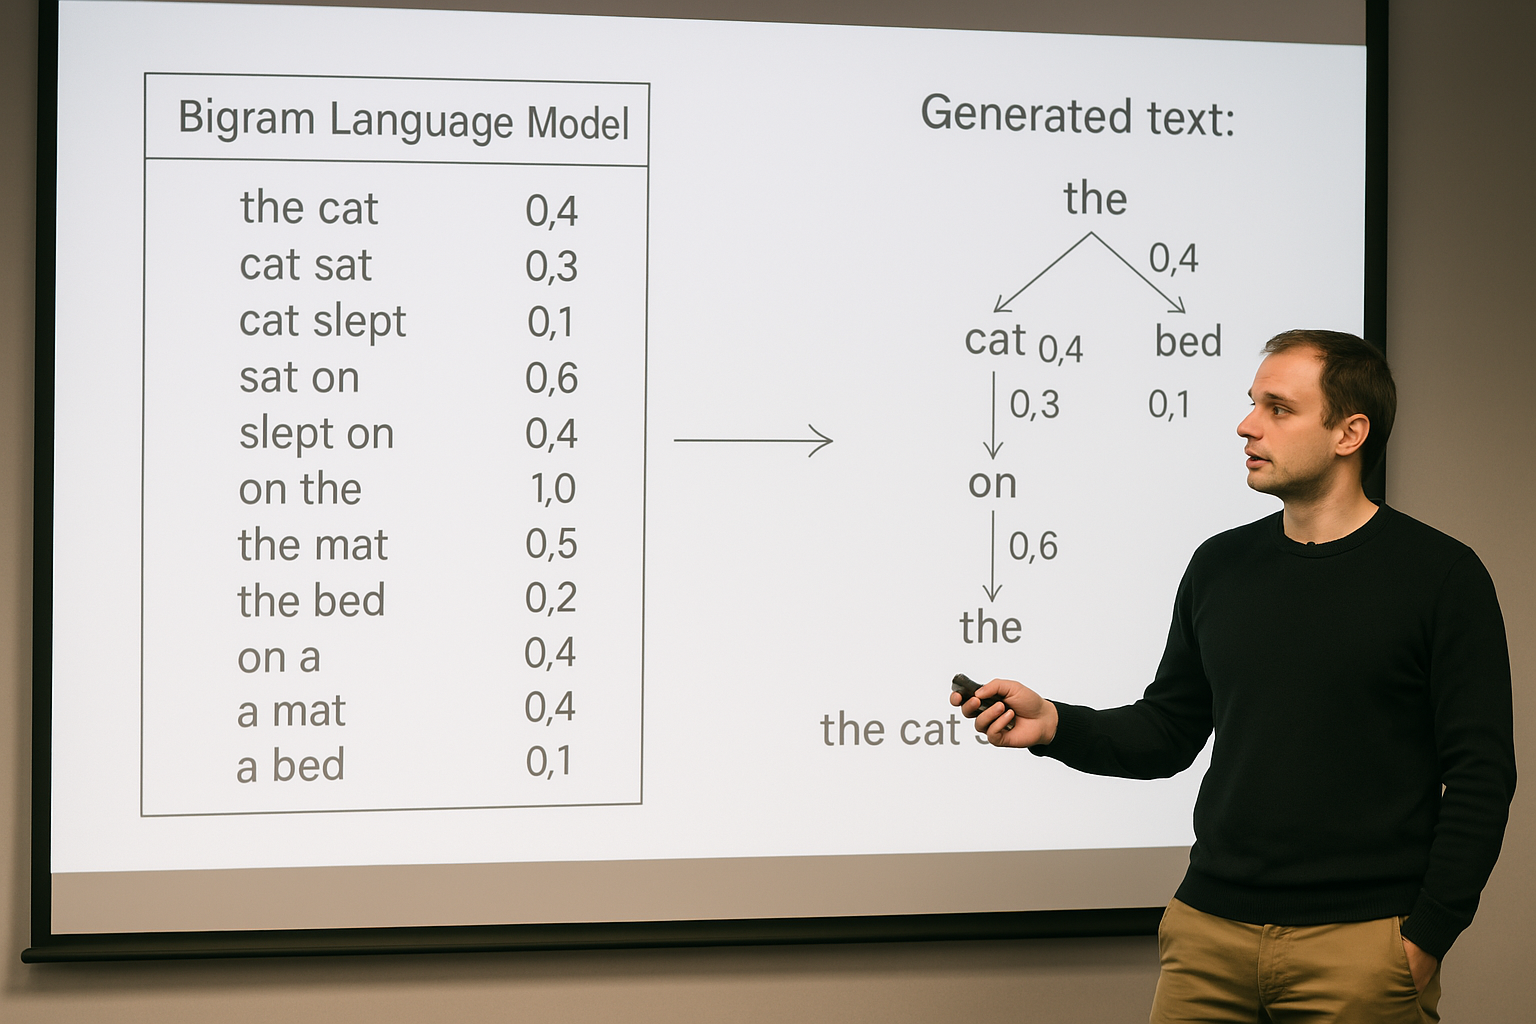 Bigram Language Model
the cat 0,4
cat sat 0,3
cat slept 0,1
sat on 0,6
slept on 0,4
on the 1,0
the mat 0,5
the bed 0,2
on a 0,4
a mat 0,4
a bed 0,1
Generated text:
the
0,4
cat 0,4 bed
0,3 0,1
on
0,6
the
the cat